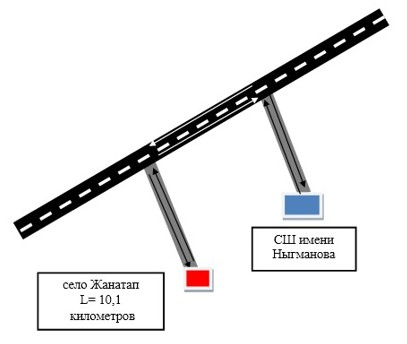 СШ имени
Ныгманова
село Жанатап
L= 10,1
километров